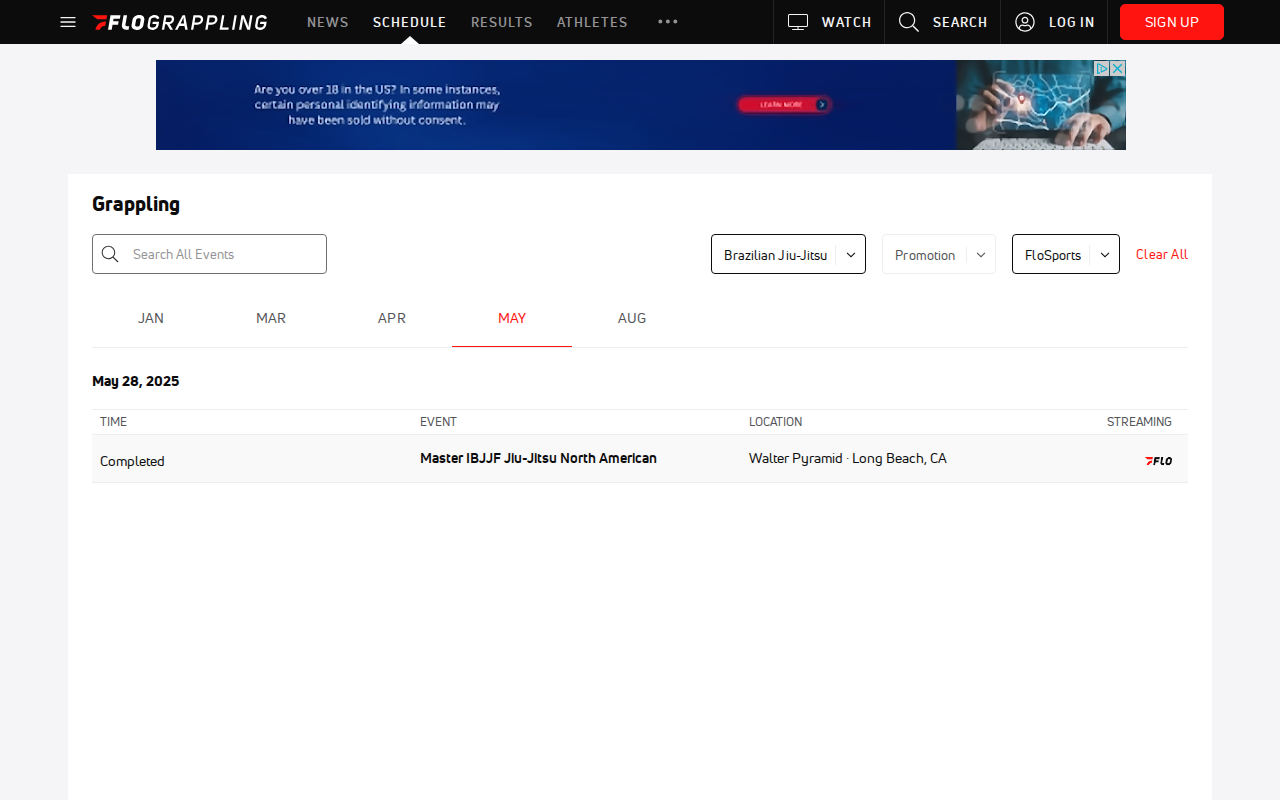 FLOGRAPPLING NEWS SCHEDULE RESULTS ATHLETES ••• WATCH SEARCH LOG IN SIGN UP
Are you over 18 in the US? In some instances,
certain personal identifying information may
have been sold without consent.
LEARN MORE
Grappling
Search All Events
Brazilian Jiu-Jitsu
Promotion
FloSports
Clear All
JAN MAR APR MAY AUG
May 28, 2025
TIME EVENT LOCATION STREAMING
Completed Master IBJJF Jiu-Jitsu North American Walter Pyramid · Long Beach, CA FLO